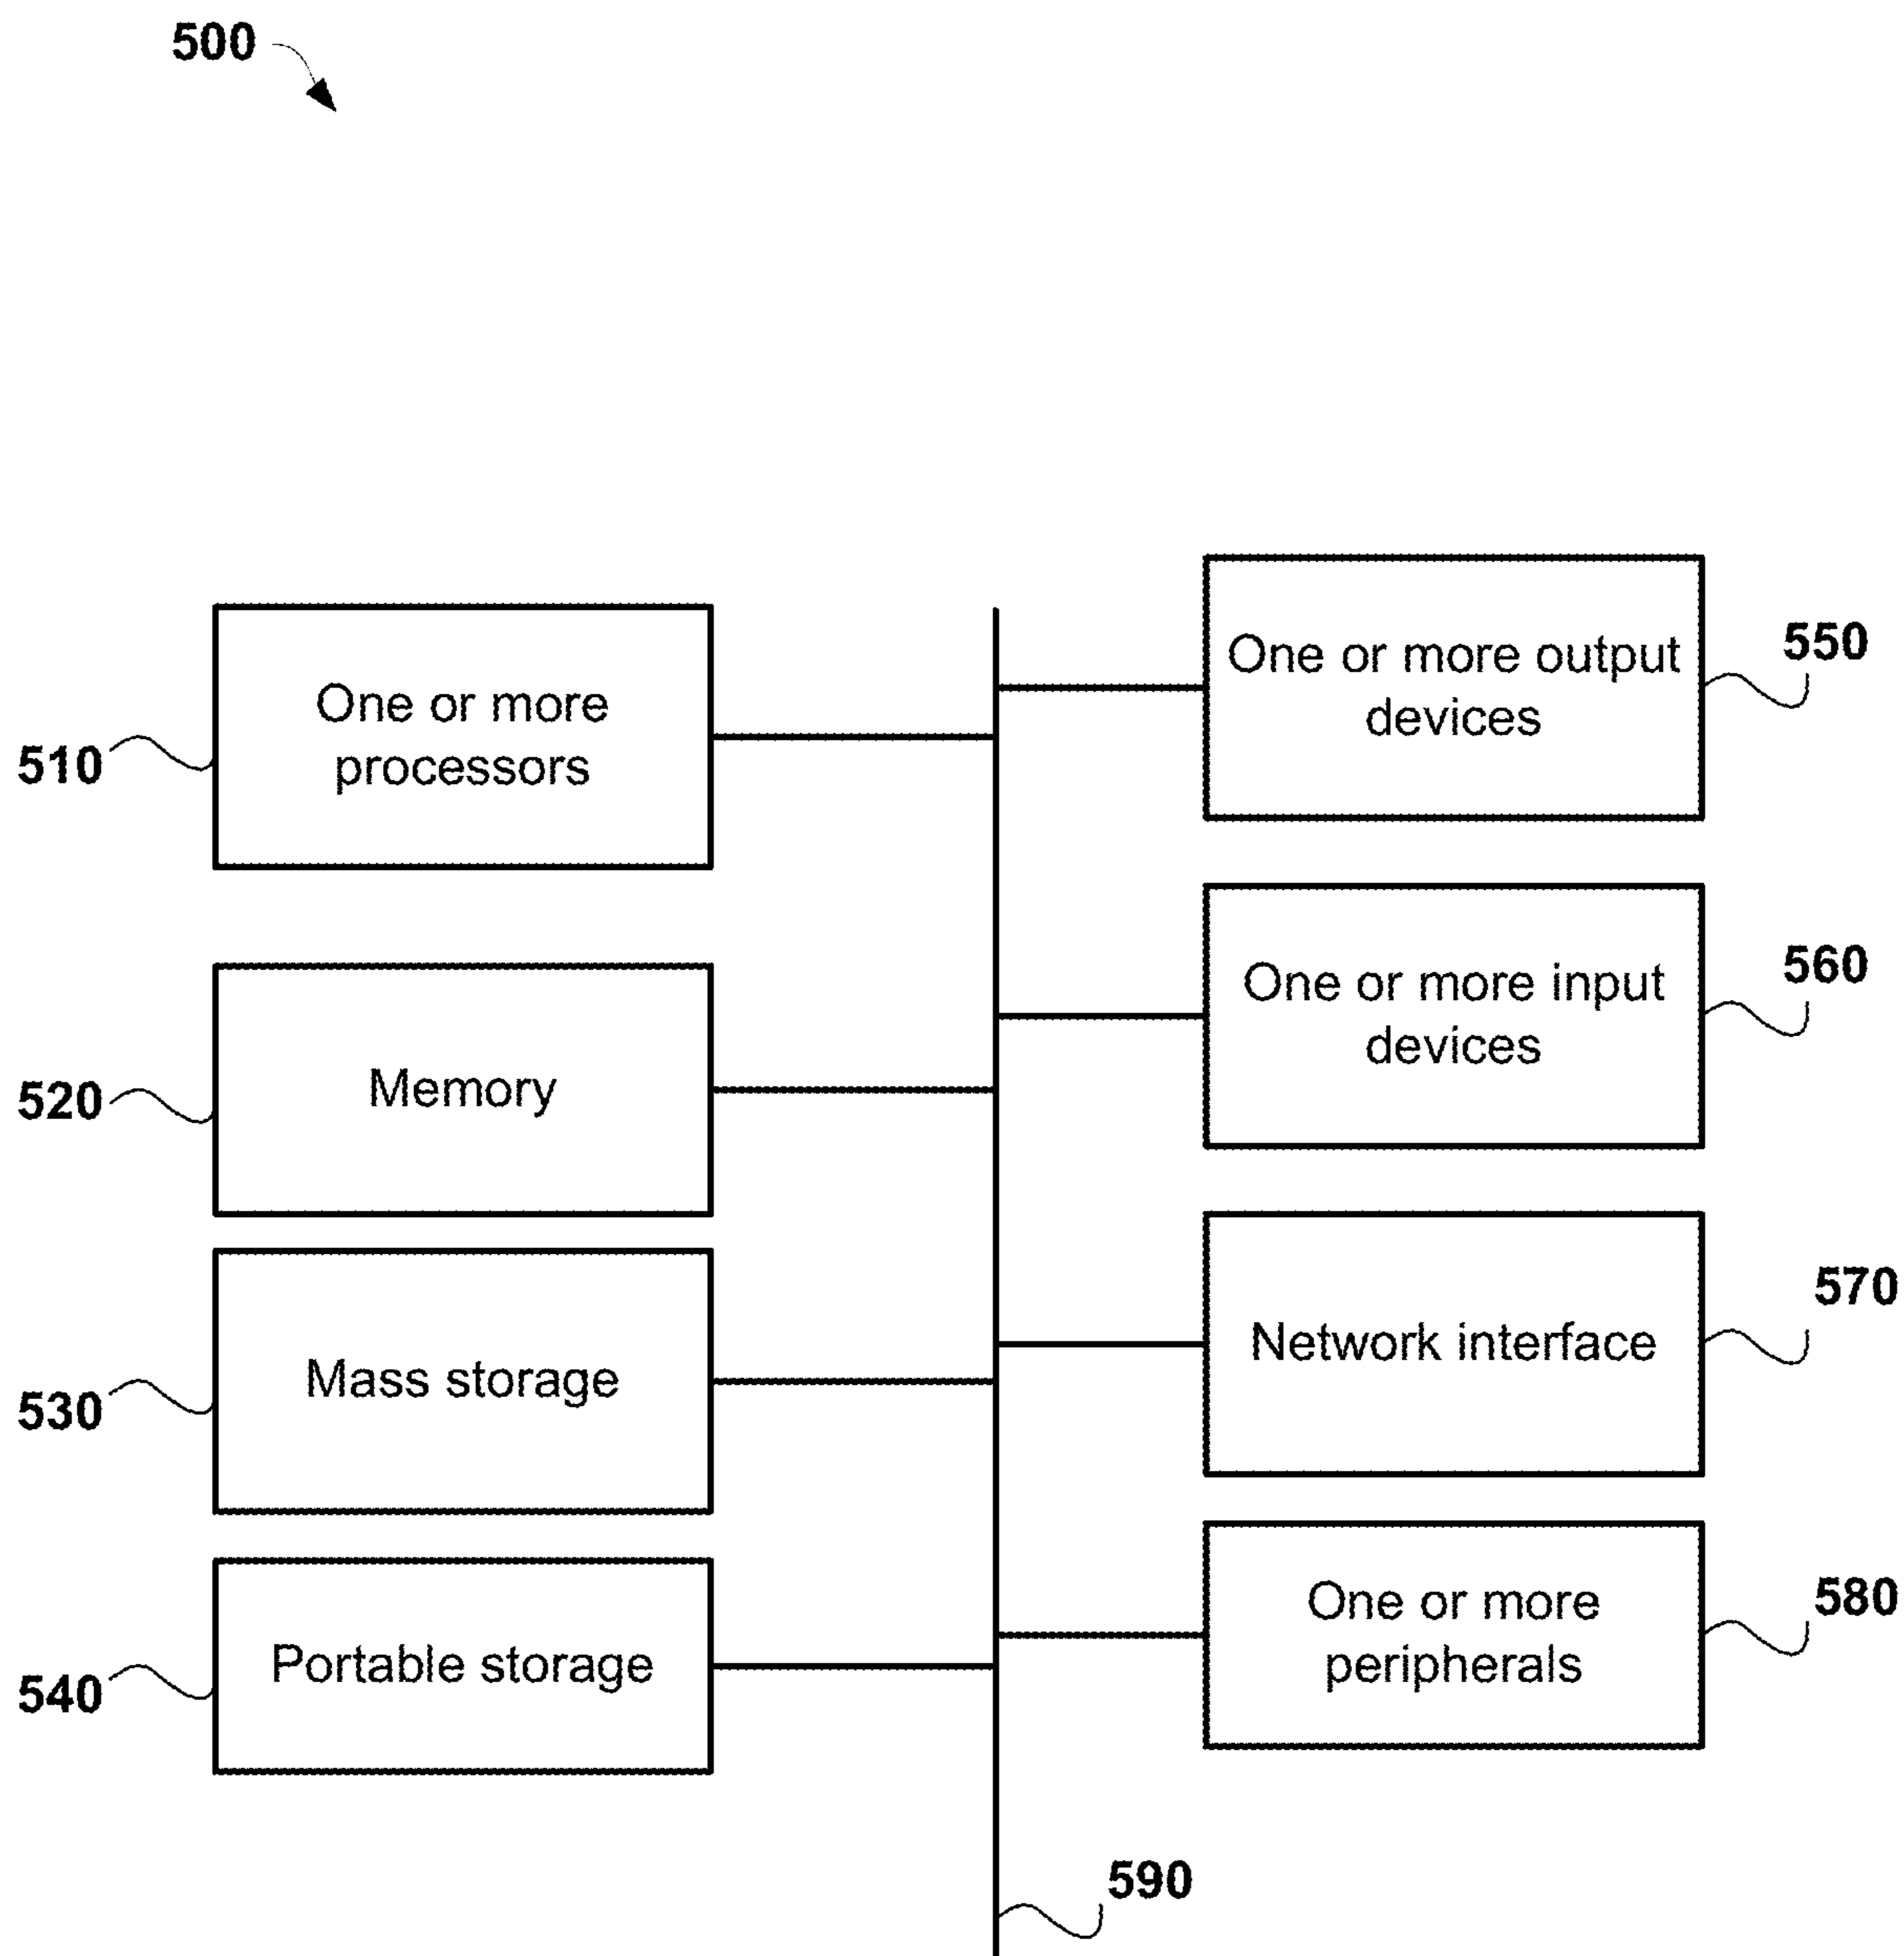 500
One or more
processors
510
Memory
520
Mass storage
530
Portable storage
540
One or more output
devices
550
One or more input
devices
560
Network interface
570
One or more
peripherals
580
590